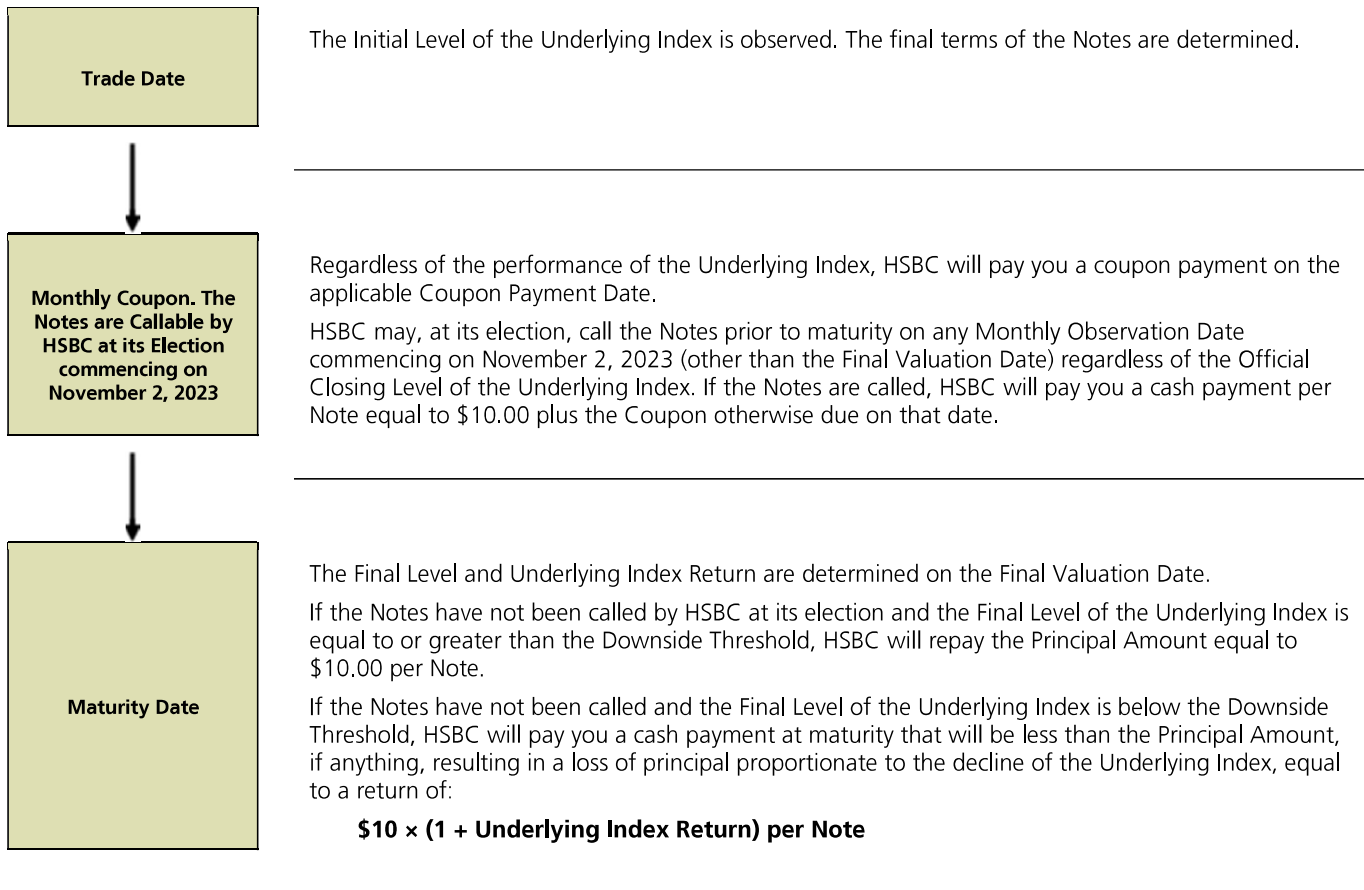 Trade Date
The Initial Level of the Underlying Index is observed. The final terms of the Notes are determined.
Monthly Coupon. The
Notes are Callable by
HSBC at its Election
commencing on
November 2, 2023
Regardless of the performance of the Underlying Index, HSBC will pay you a coupon payment on the
applicable Coupon Payment Date.
HSBC may, at its election, call the Notes prior to maturity on any Monthly Observation Date
commencing on November 2, 2023 (other than the Final Valuation Date) regardless of the Official
Closing Level of the Underlying Index. If the Notes are called, HSBC will pay you a cash payment per
Note equal to $10.00 plus the Coupon otherwise due on that date.
Maturity Date
The Final Level and Underlying Index Return are determined on the Final Valuation Date.
If the Notes have not been called by HSBC at its election and the Final Level of the Underlying Index is
equal to or greater than the Downside Threshold, HSBC will repay the Principal Amount equal to
$10.00 per Note.
If the Notes have not been called and the Final Level of the Underlying Index is below the Downside
Threshold, HSBC will pay you a cash payment at maturity that will be less than the Principal Amount,
if anything, resulting in a loss of principal proportionate to the decline of the Underlying Index, equal
to a return of:
$10 × (1 + Underlying Index Return) per Note